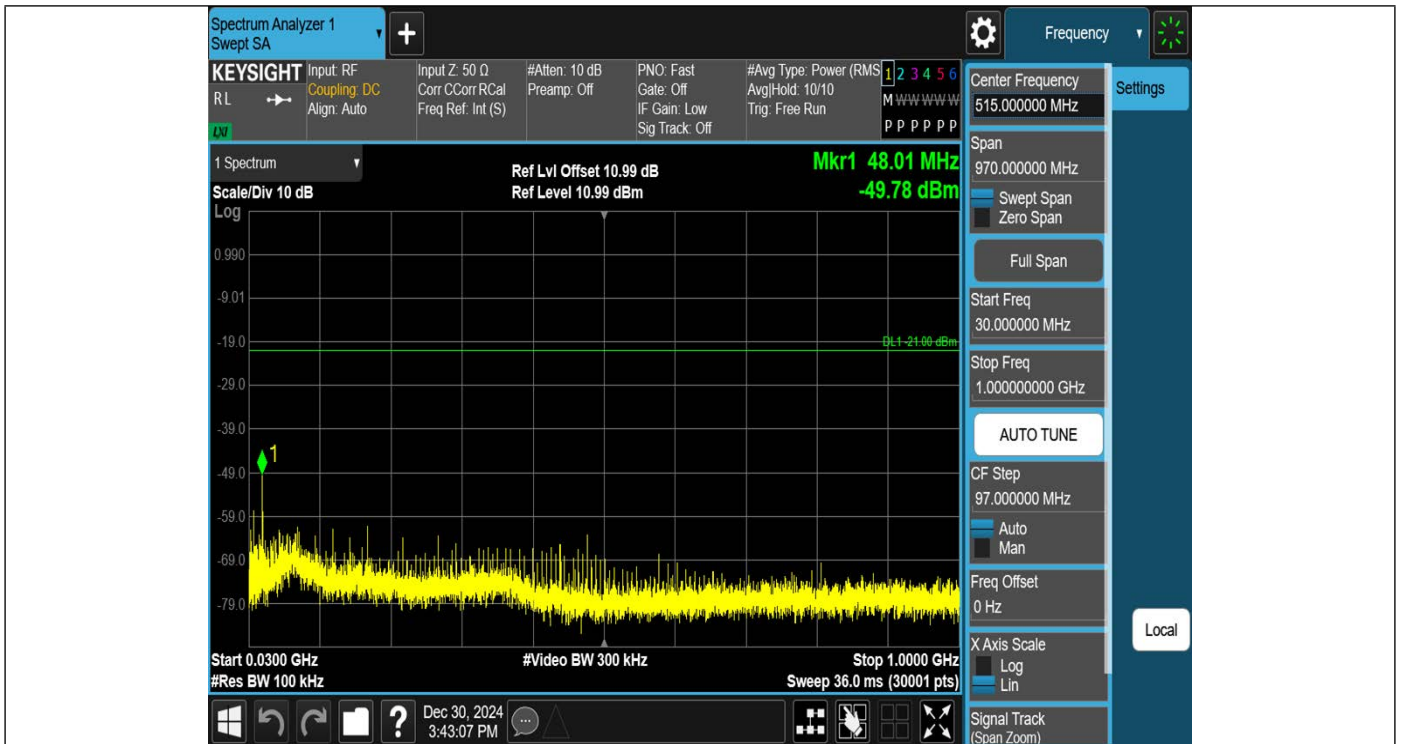 Spectrum Analyzer 1
Swept SA
+
Frequency
KEYSIGHT
RL
LXI
Input: RF
Coupling: DC
Align: Auto
Input Z: 50 Ω
Corr CCorr RCal
Freq Ref: Int (S)
#Atten: 10 dB
Preamp: Off
PNO: Fast
Gate: Off
IF Gain: Low
Sig Track: Off
#Avg Type: Power (RMS
Avg|Hold: 10/10
Trig: Free Run
1 2 3 4 5 6
M W W W W W
P P P P P P
1 Spectrum
Scale/Div 10 dB
Ref Lvl Offset 10.99 dB
Ref Level 10.99 dBm
Mkr1 48.01 MHz
-49.78 dBm
Log
0.990
-9.01
-19.0
DL1 -21.00 dBm
-29.0
-39.0
1
-49.0
-59.0
-69.0
-79.0
Start 0.0300 GHz
#Video BW 300 kHz
Stop 1.0000 GHz
#Res BW 100 kHz
Sweep 36.0 ms (30001 pts)
?
Dec 30, 2024
3:43:07 PM
Center Frequency
515.000000 MHz
Span
970.000000 MHz
Swept Span
Zero Span
Full Span
Start Freq
30.000000 MHz
Stop Freq
1.000000000 GHz
AUTO TUNE
CF Step
97.000000 MHz
Auto
Man
Freq Offset
0 Hz
X Axis Scale
Log
Lin
Signal Track
(Span Zoom)
Settings
Local